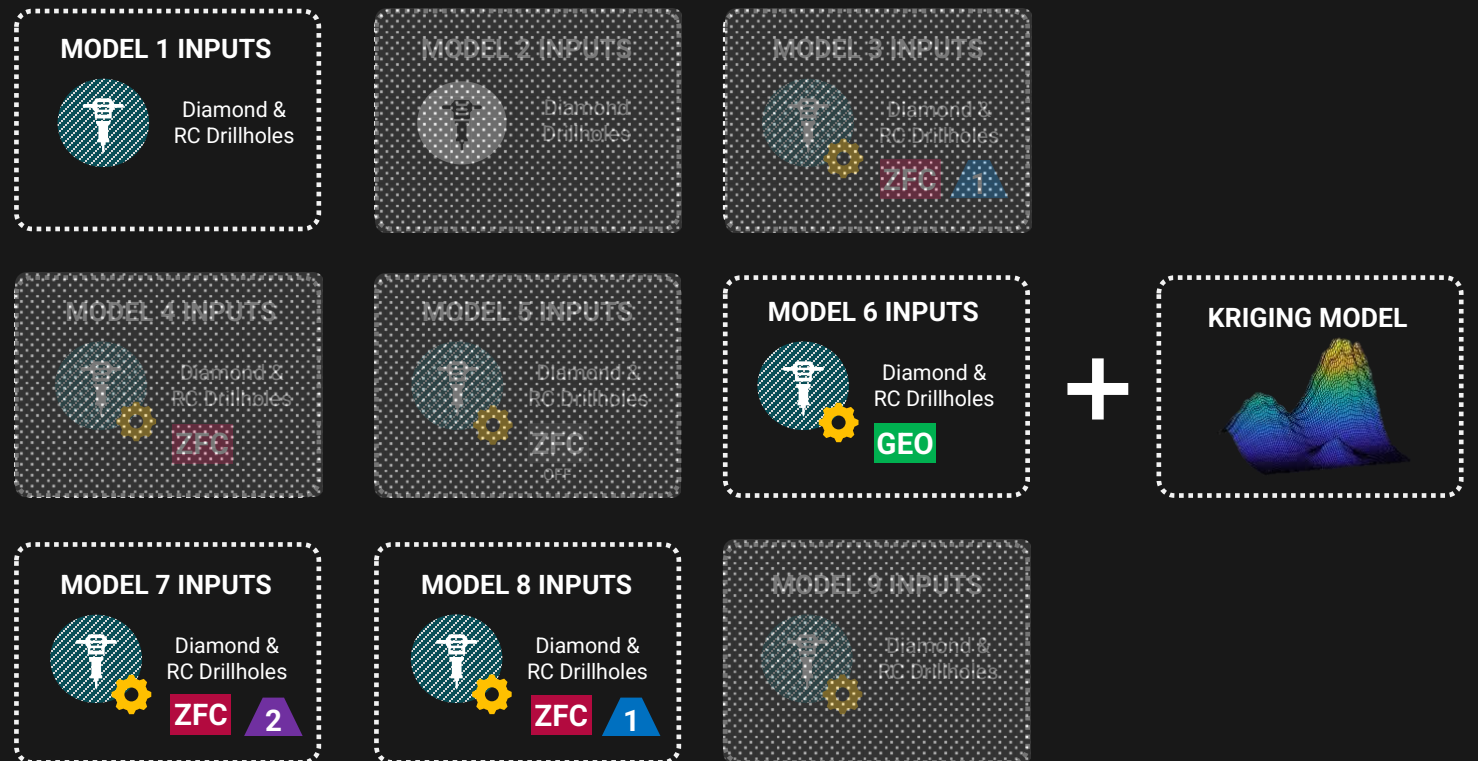 MODEL 1 INPUTS
Diamond &
RC Drillholes
MODEL 2 INPUTS
Diamond
Drillholes
MODEL 3 INPUTS
Diamond &
RC Drillholes
ZFC 1
MODEL 4 INPUTS
Diamond &
RC Drillholes
ZFC
MODEL 5 INPUTS
Diamond
RC Drillholes
ZFC
OFF
MODEL 6 INPUTS
Diamond &
RC Drillholes
GEO
+
KRIGING MODEL
MODEL 7 INPUTS
Diamond &
RC Drillholes
ZFC 2
MODEL 8 INPUTS
Diamond &
RC Drillholes
ZFC 1
MODEL 9 INPUTS
Diamond &
RC Drillholes